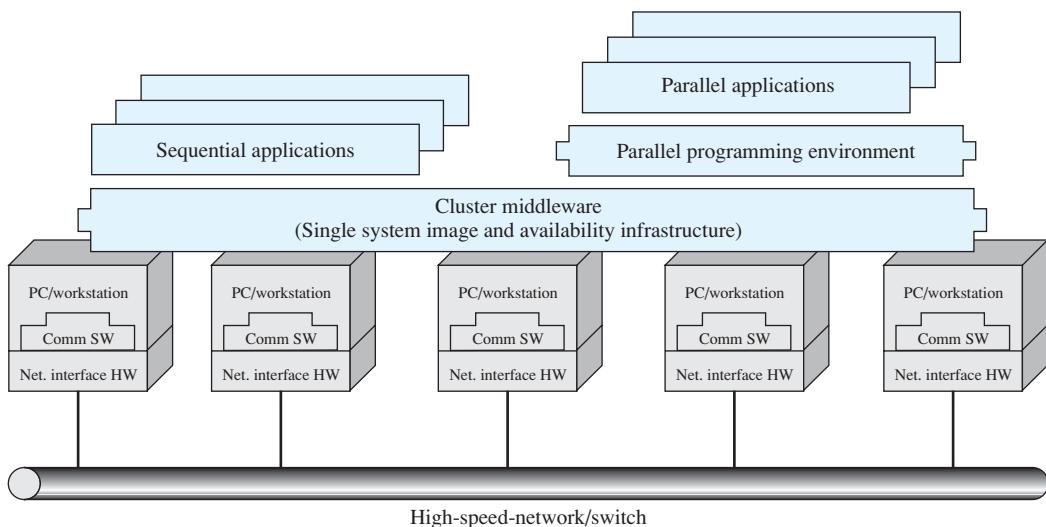 Parallel applications
Sequential applications
Parallel programming environment
Cluster middleware
(Single system image and availability infrastructure)
PC/workstation
PC/workstation
PC/workstation
PC/workstation
PC/workstation
Comm SW
Comm SW
Comm SW
Comm SW
Comm SW
Net. interface HW
Net. interface HW
Net. interface HW
Net. interface HW
Net. interface HW
High-speed-network/switch